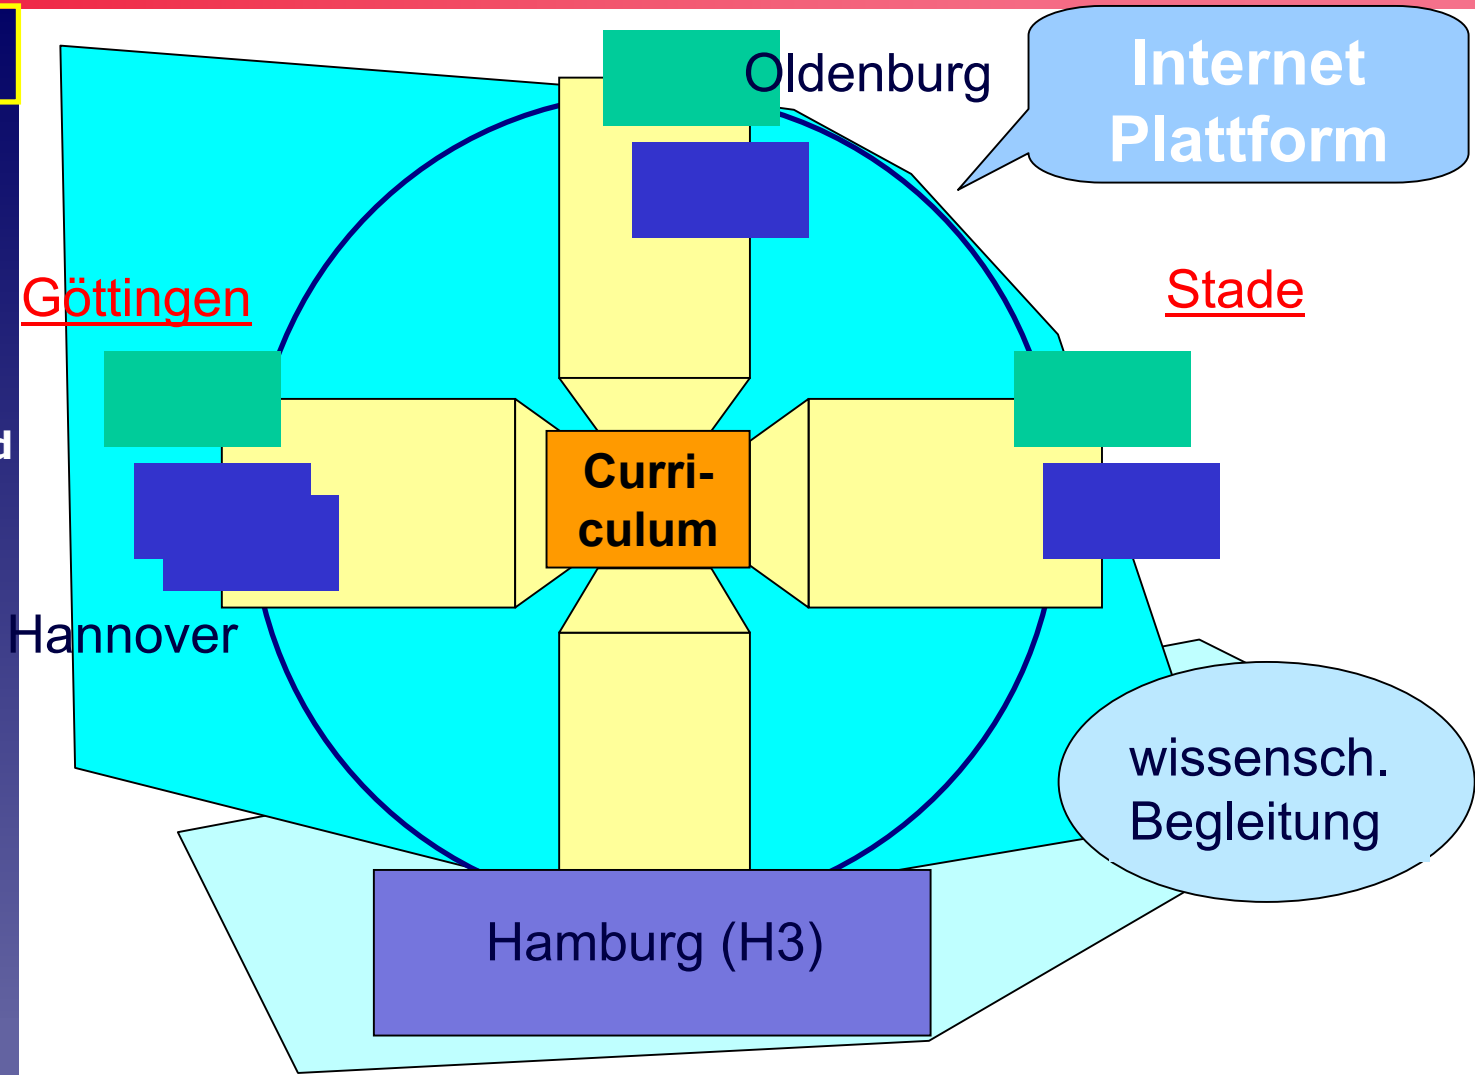 Oldenburg
Internet
Plattform
Göttingen
Stade
d
Curri-
culum
Hannover
wissensch.
Begleitung
Hamburg (H3)